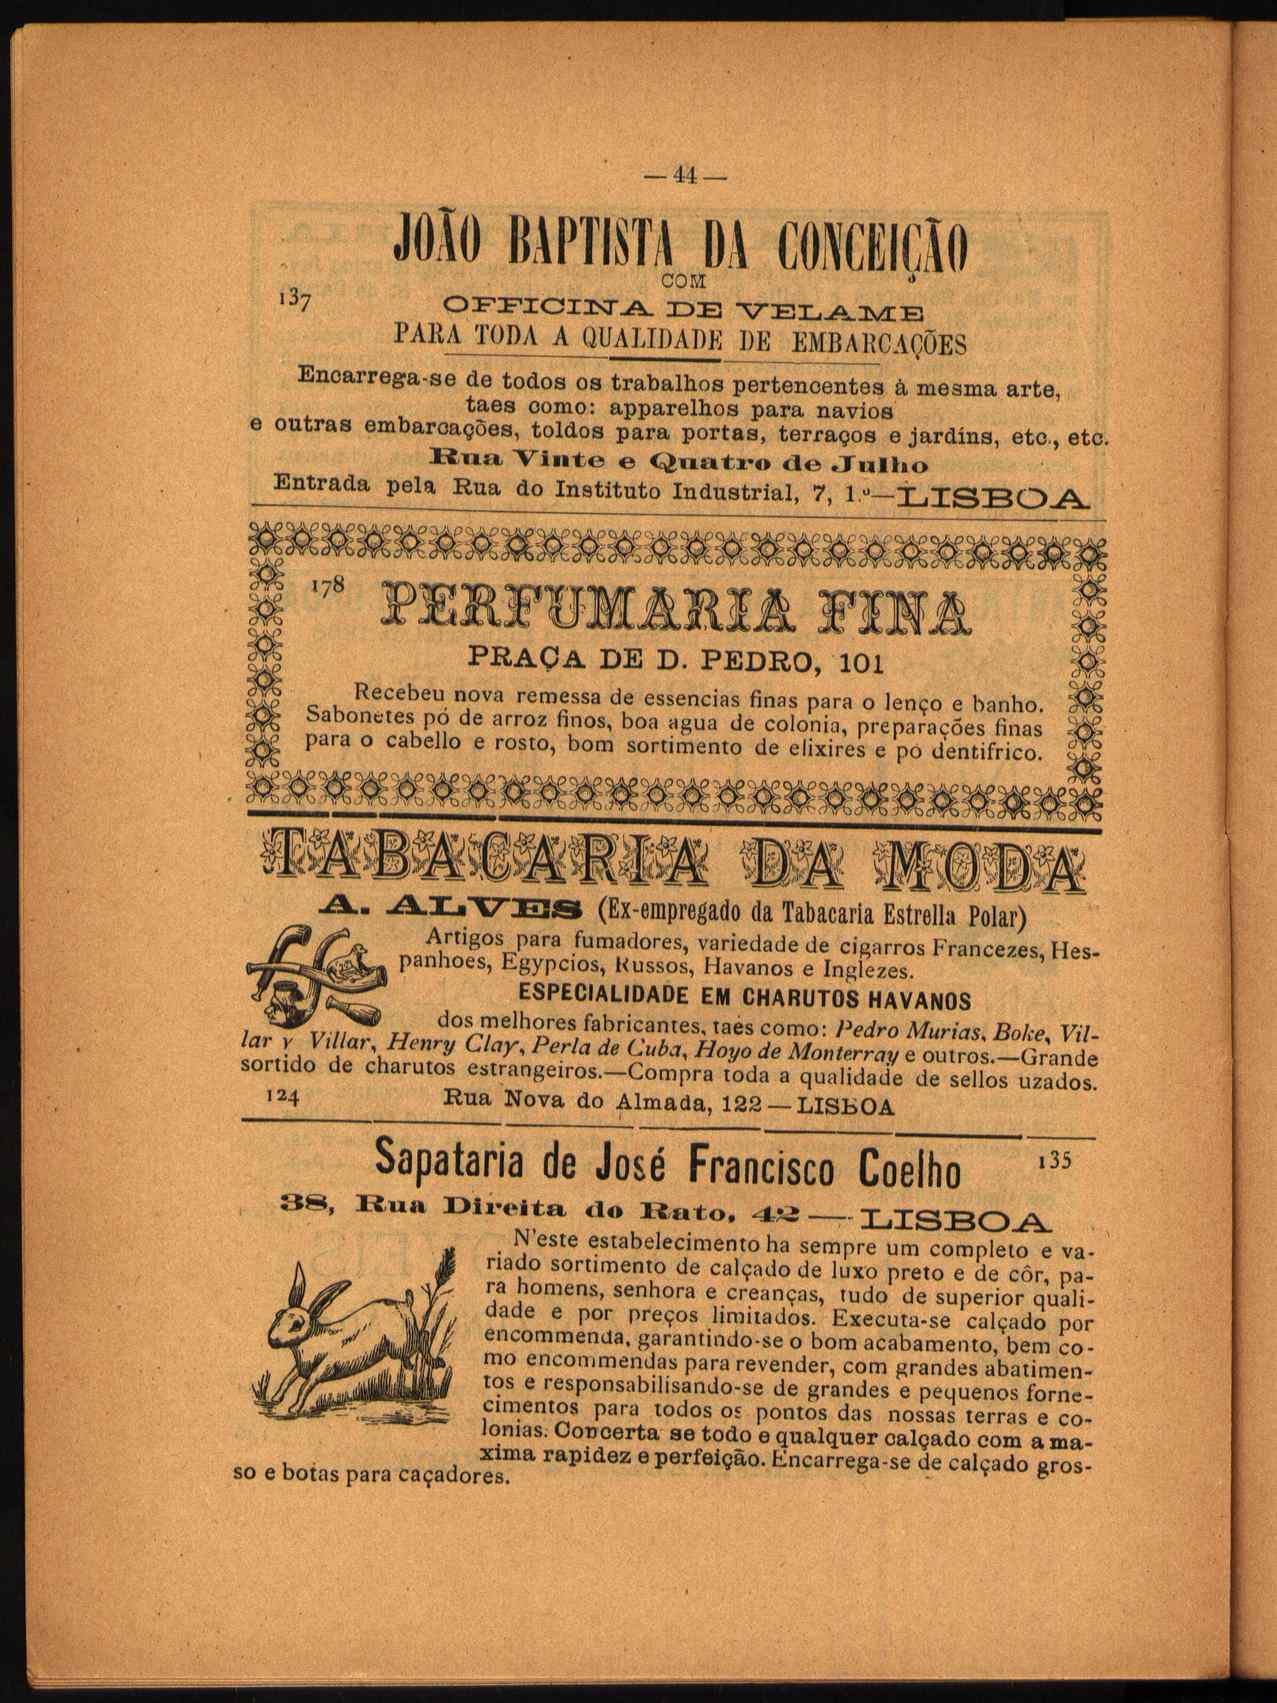 — 44 —
JOÃO BAPTISTA DA CONCEIÇÃO
COM
137
OFFICINA DE VELAME
PARA TODA A QUALIDADE DE EMBARCAÇÕES
Encarrega-se de todos os trabalhos pertencentes á mesma arte,
taes como: apparelhos para navios
e outras embarcações, toldos para portas, terraços e jardins, etc., etc.
Rua Vinte e Quatro de Julho
Entrada pela Rua do Instituto Industrial, 7, 1.º—LISBOA
178
PERFUMARIA FINA
PRAÇA DE D. PEDRO, 101
Recebeu nova remessa de essencias finas para o lenço e banho.
Sabonetes pó de arroz finos, boa agua de colonia, preparações finas
para o cabello e rosto, bom sortimento de elixires e pó dentifrico.
TABACARIA DA MODA
A. ALVES (Ex-empregado da Tabacaria Estrella Polar)
Artigos para fumadores, variedade de cigarros Francezes, Hes-
panhoes, Egypcios, Russos, Havanos e Inglezes.
ESPECIALIDADE EM CHARUTOS HAVANOS
dos melhores fabricantes, taes como: Pedro Murias, Boke, Vil-
lar y Villar, Henry Clay, Perla de Cuba, Hoyo de Monterray e outros.—Grande
sortido de charutos estrangeiros.—Compra toda a qualidade de sellos uzados.
124
Rua Nova do Almada, 122 — LISBOA
Sapataria de José Francisco Coelho
135
38, Rua Direita do Rato, 42 — LISBOA
N'este estabelecimento ha sempre um completo e va-
riado sortimento de calçado de luxo preto e de côr, pa-
ra homens, senhora e creanças, tudo de superior quali-
dade e por preços limitados. Executa-se calçado por
encommenda, garantindo-se o bom acabamento, bem co-
mo encommendas para revender, com grandes abatimen-
tos e responsabilisando-se de grandes e pequenos forne-
cimentos para todos os pontos das nossas terras e co-
lonias. Concerta se todo e qualquer calçado com a ma-
xima rapidez e perfeição. Encarrega-se de calçado gros-
so e botas para caçadores.